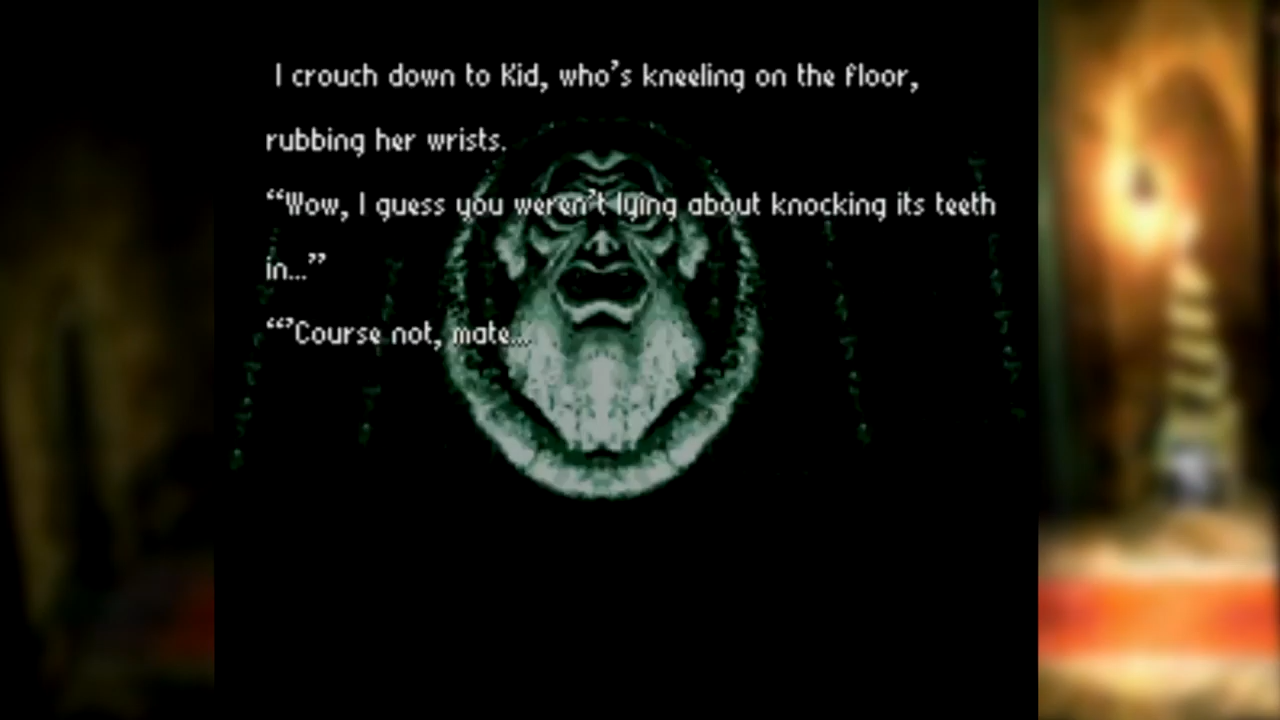 I crouch down to Kid, who's kneeling on the floor,
rubbing her wrists.
“Wow, I guess you weren't lying about knocking its teeth
in...”
“'Course not, mate...